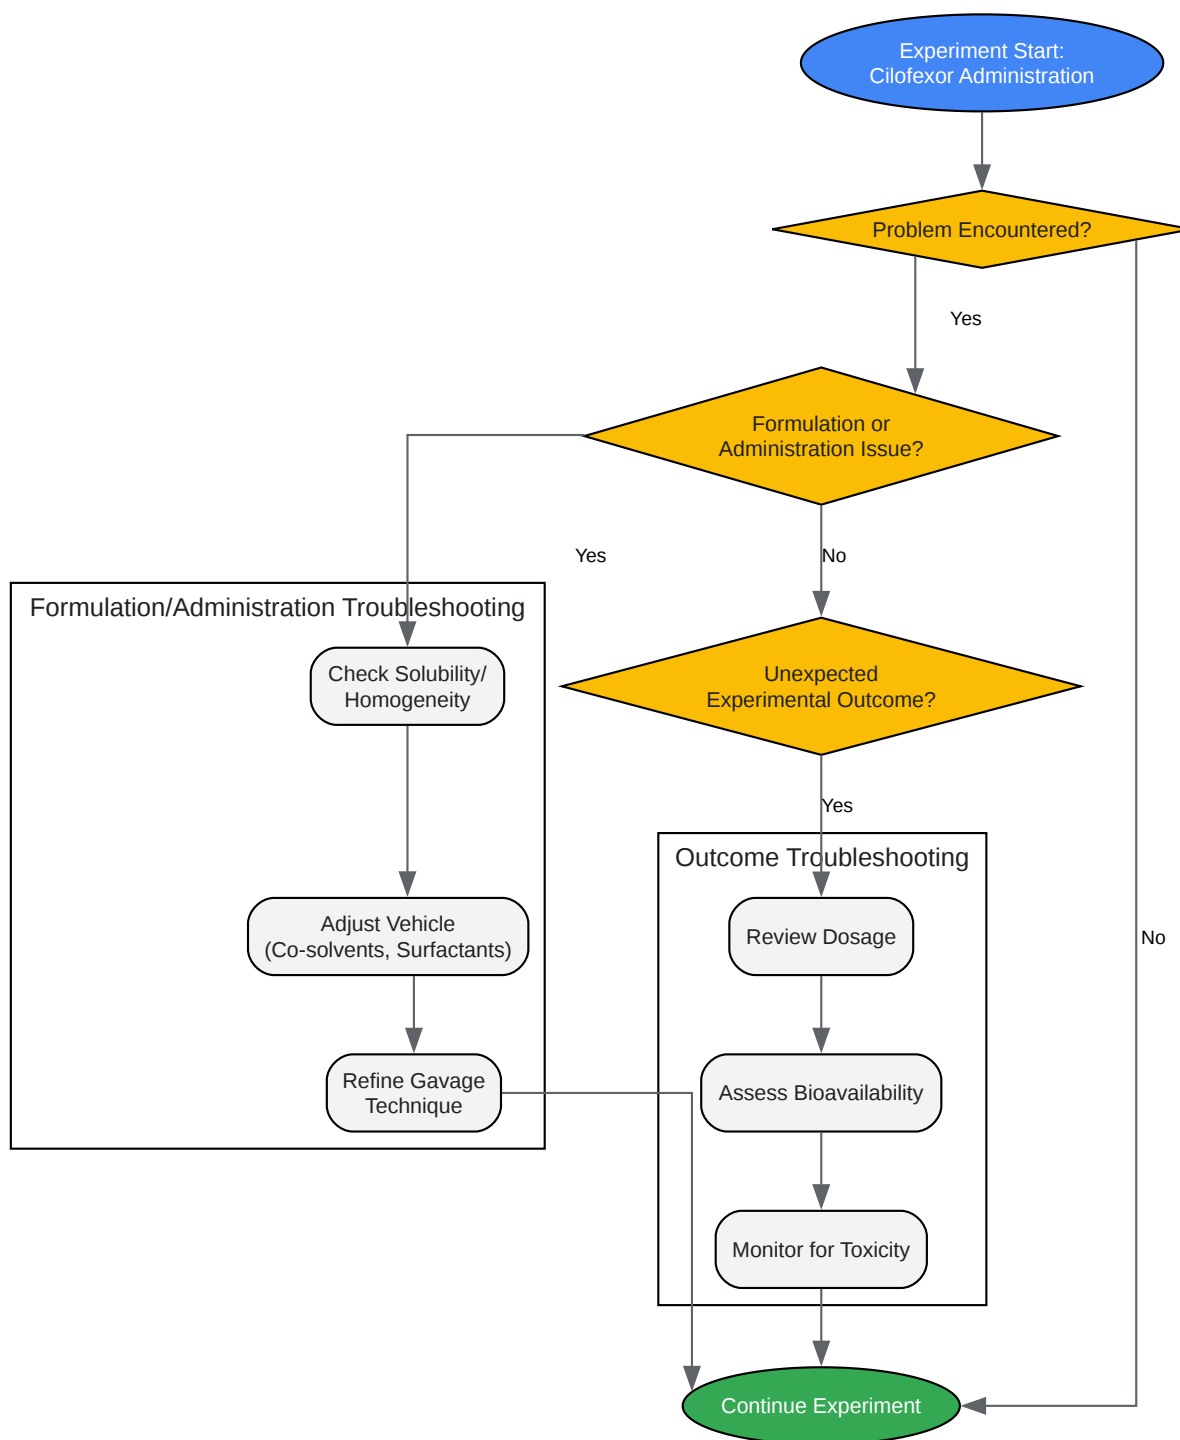 Experiment Start:
Cilofexor Administration
Problem Encountered?
Yes
Formulation or
Administration Issue?
Yes
No
Formulation/Administration Troubleshooting
Check Solubility/
Homogeneity
Unexpected
Experimental Outcome?
Yes
Outcome Troubleshooting
Adjust Vehicle
(Co-solvents, Surfactants)
Review Dosage
No
Refine Gavage
Technique
Assess Bioavailability
Monitor for Toxicity
Continue Experiment